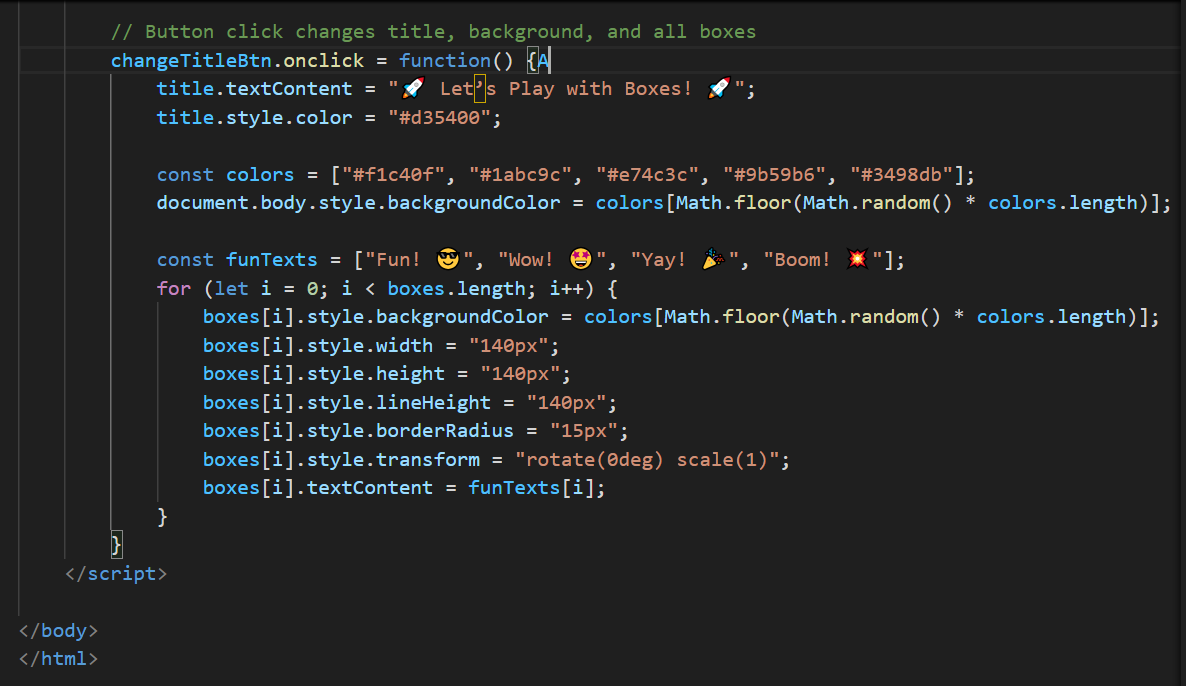 // Button click changes title, background, and all boxes
changeTitleBtn.onclick = function() {A
title.textContent = "🚀 Let’s Play with Boxes! 🚀";
title.style.color = "#d35400";
const colors = ["#f1c40f", "#1abc9c", "#e74c3c", "#9b59b6", "#3498db"];
document.body.style.backgroundColor = colors[Math.floor(Math.random() * colors.length)];
const funTexts = ["Fun! 😎", "Wow! 🤩", "Yay! 🎉", "Boom! 💥"];
for (let i = 0; i < boxes.length; i++) {
boxes[i].style.backgroundColor = colors[Math.floor(Math.random() * colors.length)];
boxes[i].style.width = "140px";
boxes[i].style.height = "140px";
boxes[i].style.lineHeight = "140px";
boxes[i].style.borderRadius = "15px";
boxes[i].style.transform = "rotate(0deg) scale(1)";
boxes[i].textContent = funTexts[i];
}
}
</script>
</body>
</html>